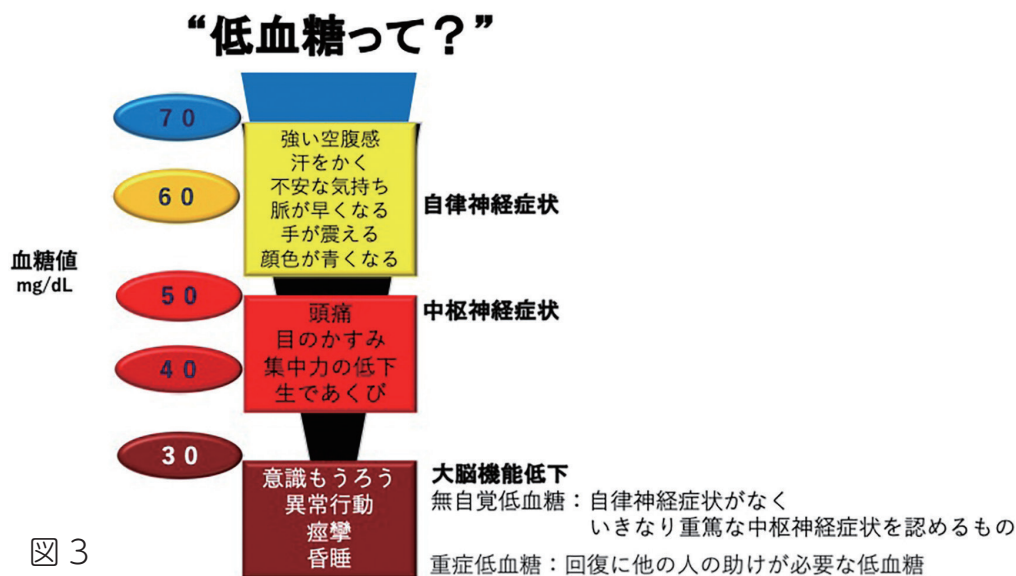 “低血糖って？”
70
強い空腹感
汗をかく
不安な気持ち
脈が早くなる
手が震える
顔色が青くなる
60
自律神経症状
血糖値
mg/dL
50
中枢神経症状
頭痛
目のかすみ
集中力の低下
生であくび
40
30
意識もうろう
異常行動
痙攣
昏睡
大脳機能低下
無自覚低血糖：自律神経症状がなく
いきなり重篤な中枢神経症状を認めるもの
重症低血糖：回復に他の人の助けが必要な低血糖
図３